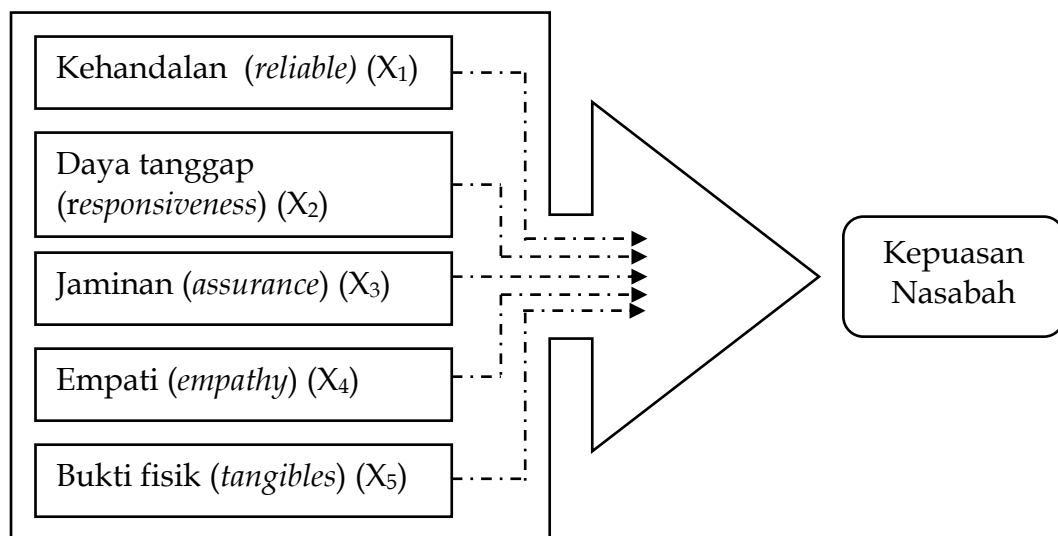 Kehandalan (reliable) (X₁)
Daya tanggap
(responsiveness) (X₂)
Jaminan (assurance) (X₃)
Empati (empathy) (X₄)
Bukti fisik (tangibles) (X₅)
Kepuasan
Nasabah